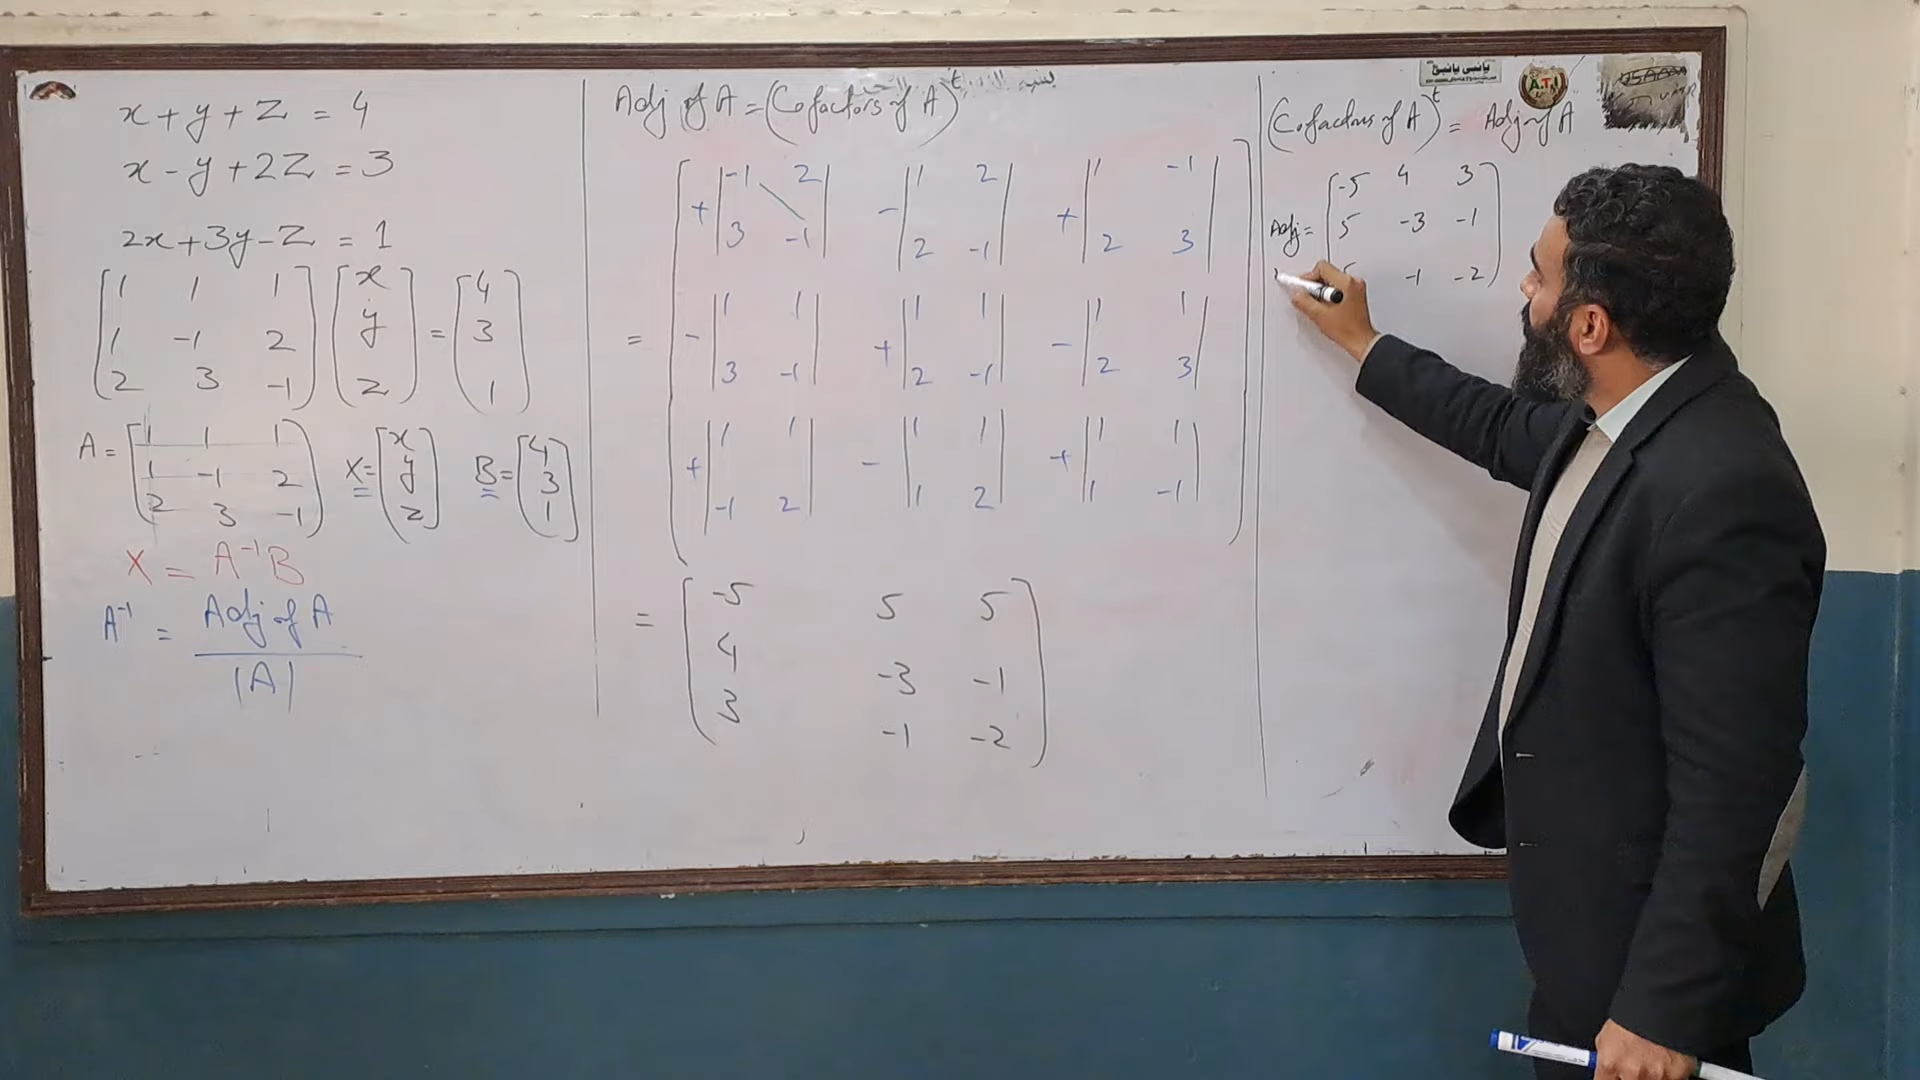 x + y + z = 4
x - y + 2z = 3
2x + 3y - z = 1
[1 1 1; 1 -1 2; 2 3 -1] [x; y; z] = [4; 3; 1]
A = [1 1 1; 1 -1 2; 2 3 -1] X = [x; y; z] B = [4; 3; 1]
X = A⁻¹B
A⁻¹ = Adj of A / |A|
Adj of A = (Cofactors of A)ᵗ
+ |-1 2; 3 -1| - |1 2; 2 -1| + |1 -1; 2 3|
= - |1 1; 3 -1| + |1 1; 2 -1| - |1 1; 2 3|
+ |1 1; -1 2| - |1 1; 1 2| + |1 1; 1 -1|
= [-5 5 5; 4 -3 -1; 3 -1 -2]
(Cofactors of A)ᵗ = Adj of A
-5 4 3
Adj = 5 -3 -1
-1 -2
یانبی یانبیؐ
A.T.I